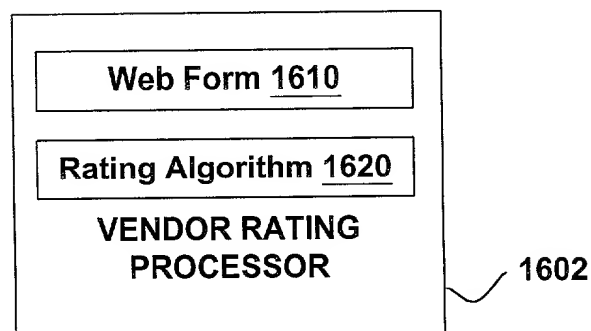 Web Form 1610
Rating Algorithm 1620
VENDOR RATING
PROCESSOR
1602